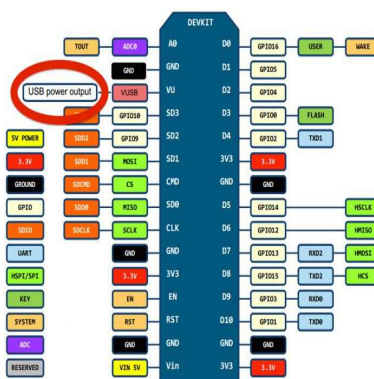 DEVKIT
TOUT ADC0 A0 D0 GPIO16 USER WAKE
GND GND D1 GPIO5
USB power output VUSB VU D2 GPIO4
GPIO10 SD3 D3 GPIO0 FLASH
5V POWER SDD2 GPIO9 SD2 D4 GPIO2 TXD1
3.3V SDD1 MOSI SD1 3V3 3.3V
GROUND SDCMD CS CMD GND GND
GPIO SDD0 MISO SD0 D5 GPIO14 HSCLK
SDIO SDCLK SCLK CLK D6 GPIO12 HMISO
UART GND GND D7 GPIO13 RXD2 HMOSI
HSPI/SPI 3.3V 3V3 D8 GPIO15 TXD2 HCS
KEY EN EN D9 GPIO3 RXD0
SYSTEM RST RST D10 GPIO1 TXD0
ADC GND GND GND GND
RESERVED VIN 5V Vin 3V3 3.3V